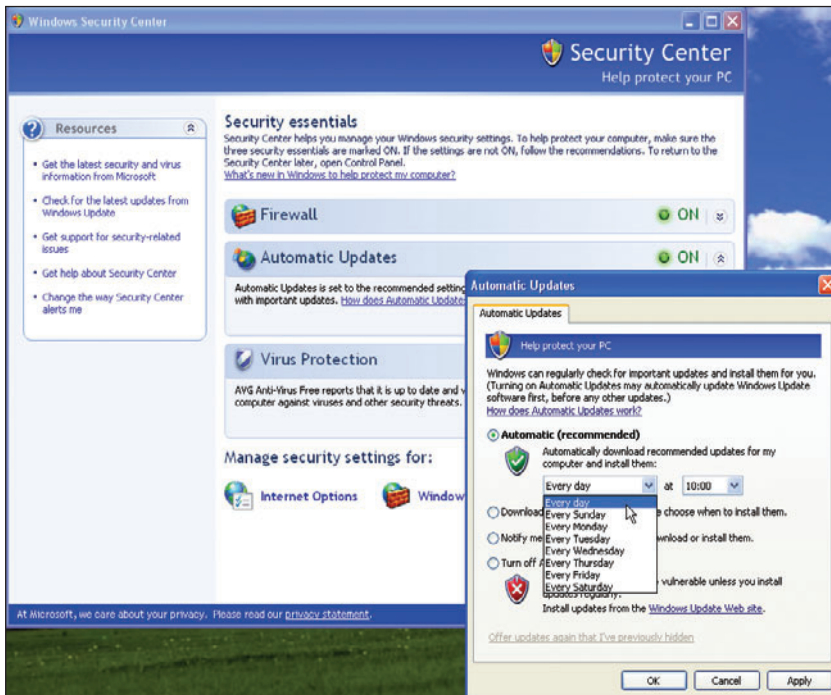 Windows Security Center
Security Center
Help protect your PC
Resources
Get the latest security and virus
information from Microsoft
Check for the latest updates from
Windows Update
Get support for security-related
issues
Get help about Security Center
Change the way Security Center
alerts me
Security essentials
Security Center helps you manage your Windows security settings. To help protect your computer, make sure the
three security essentials are marked ON. If the settings are not ON, follow the recommendations. To return to the
Security Center later, open Control Panel.
What's new in Windows to help protect my computer?
Firewall ON
Automatic Updates ON
Automatic Updates is set to the recommended setting
with important updates. How does Automatic Update
Virus Protection
AVG Anti-Virus Free reports that it is up to date and v
computer against viruses and other security threats.
Manage security settings for:
Internet Options Window
At Microsoft, we care about your privacy. Please read our privacy statement.
Automatic Updates
Automatic Updates
Help protect your PC
Windows can regularly check for important updates and install them for you.
(Turning on Automatic Updates may automatically update Windows Update
software first, before any other updates.)
How does Automatic Updates work?
Automatic (recommended)
Automatically download recommended updates for my
computer and install them:
Every day at 10:00
Every day
Every Sunday
Every Monday
Every Tuesday
Every Wednesday
Every Thursday
Every Friday
Every Saturday
Download e choose when to install them.
Notify me wnload or install them.
Turn off A
vulnerable unless you install
updates regularly.
Install updates from the Windows Update Web site.
Offer updates again that I've previously hidden
OK Cancel Apply